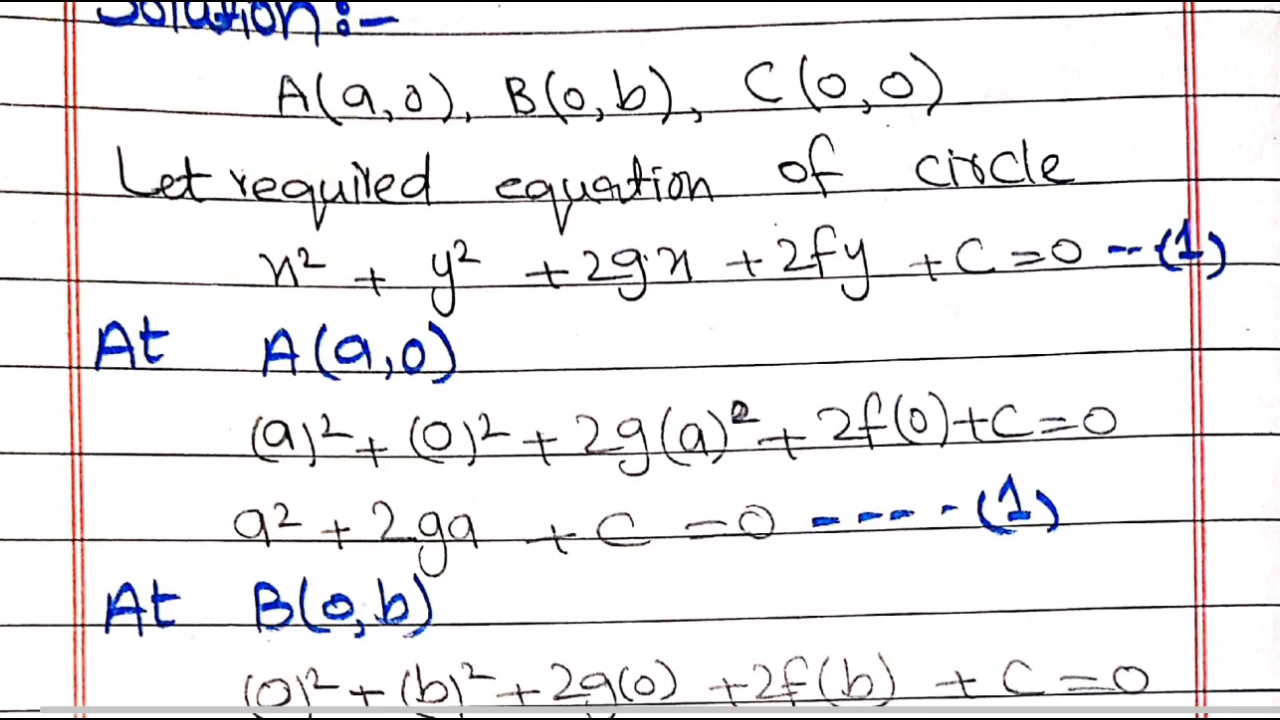 Solution:-
A(a,0), B(0,b), C(0,0)
Let required equation of circle
x² + y² + 2gx + 2fy + c = 0 --(1)
At A(a,0)
(a)² + (0)² + 2g(a)² + 2f(0) + c = 0
a² + 2ga + c = 0 ----(1)
At B(0,b)
(0)² + (b)² + 2g(0) + 2f(b) + c = 0